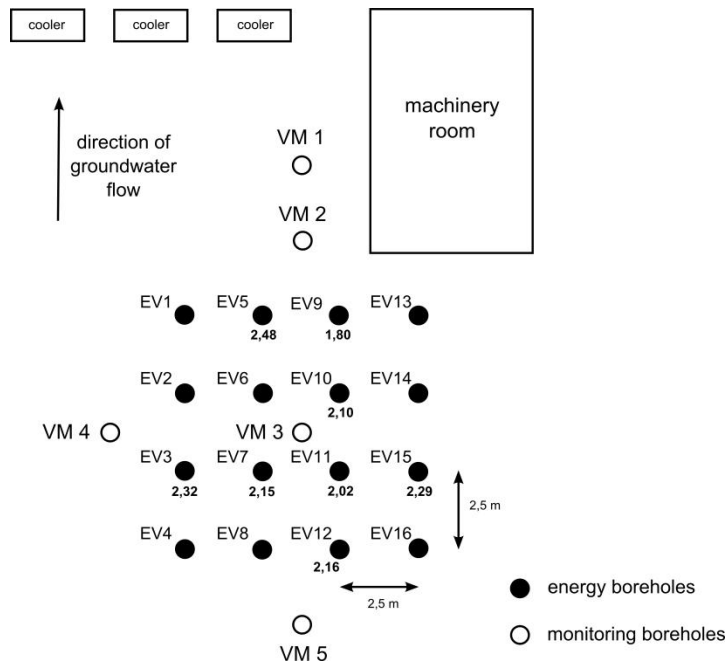 cooler
cooler
cooler
machinery
room
direction of
groundwater
flow
VM 1
VM 2
EV1
EV5
EV9
EV13
2,48
1,80
EV2
EV6
EV10
EV14
2,10
VM 4
VM 3
EV3
EV7
EV11
EV15
2,32
2,15
2,02
2,29
2,5 m
EV4
EV8
EV12
EV16
2,16
2,5 m
energy boreholes
VM 5
monitoring boreholes